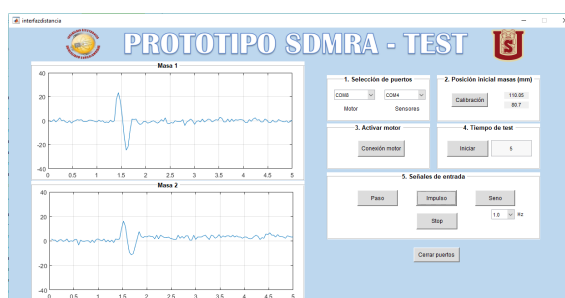 interfazdistancia
PROTOTIPO SDMRA - TEST
Masa 1
40
20
0
-20
-40
0 0.5 1 1.5 2 2.5 3 3.5 4 4.5 5
Masa 2
40
20
0
-20
0 0.5 1 1.5 2 2.5 3 3.5 4 4.5 5
1. Selección de puertos
COM6 COM4
Motor Sensores
2. Posición inicial masas (mm)
Calibración 110.05
80.7
3. Activar motor
Conexión motor
4. Tiempo de test
Iniciar 5
5. Señales de entrada
Paso Impulso Seno
Stop 1.0 Hz
Cerrar puertos